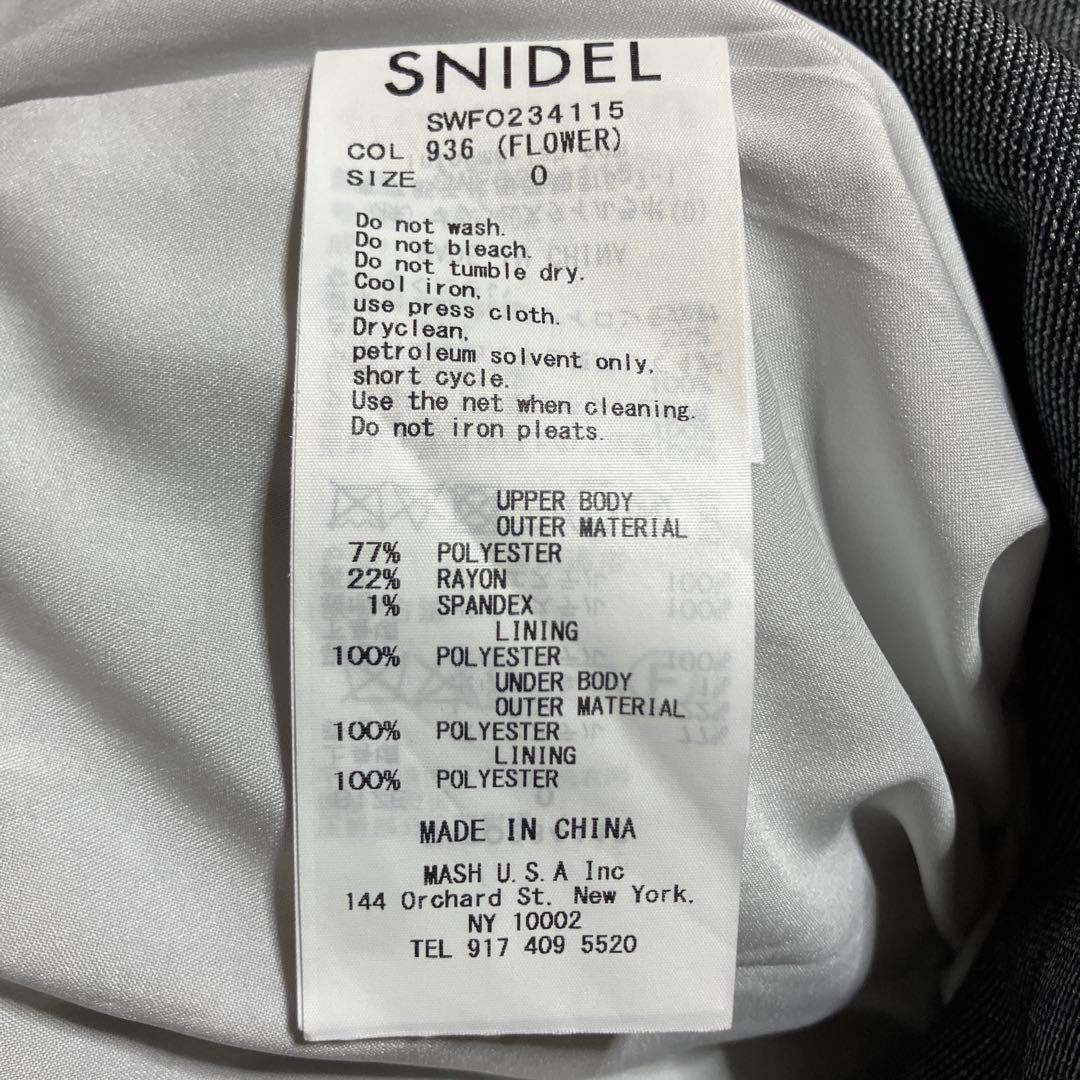 SNIDEL
SWFO234115
COL 936 (FLOWER)
SIZE 0
Do not wash.
Do not bleach.
Do not tumble dry.
Cool iron,
use press cloth.
Dryclean,
petroleum solvent only,
short cycle.
Use the net when cleaning.
Do not iron pleats.
UPPER BODY
OUTER MATERIAL
77% POLYESTER
22% RAYON
1% SPANDEX
LINING
100% POLYESTER
UNDER BODY
OUTER MATERIAL
100% POLYESTER
LINING
100% POLYESTER
MADE IN CHINA
MASH U.S.A Inc
144 Orchard St. New York.
NY 10002
TEL 917 409 5520